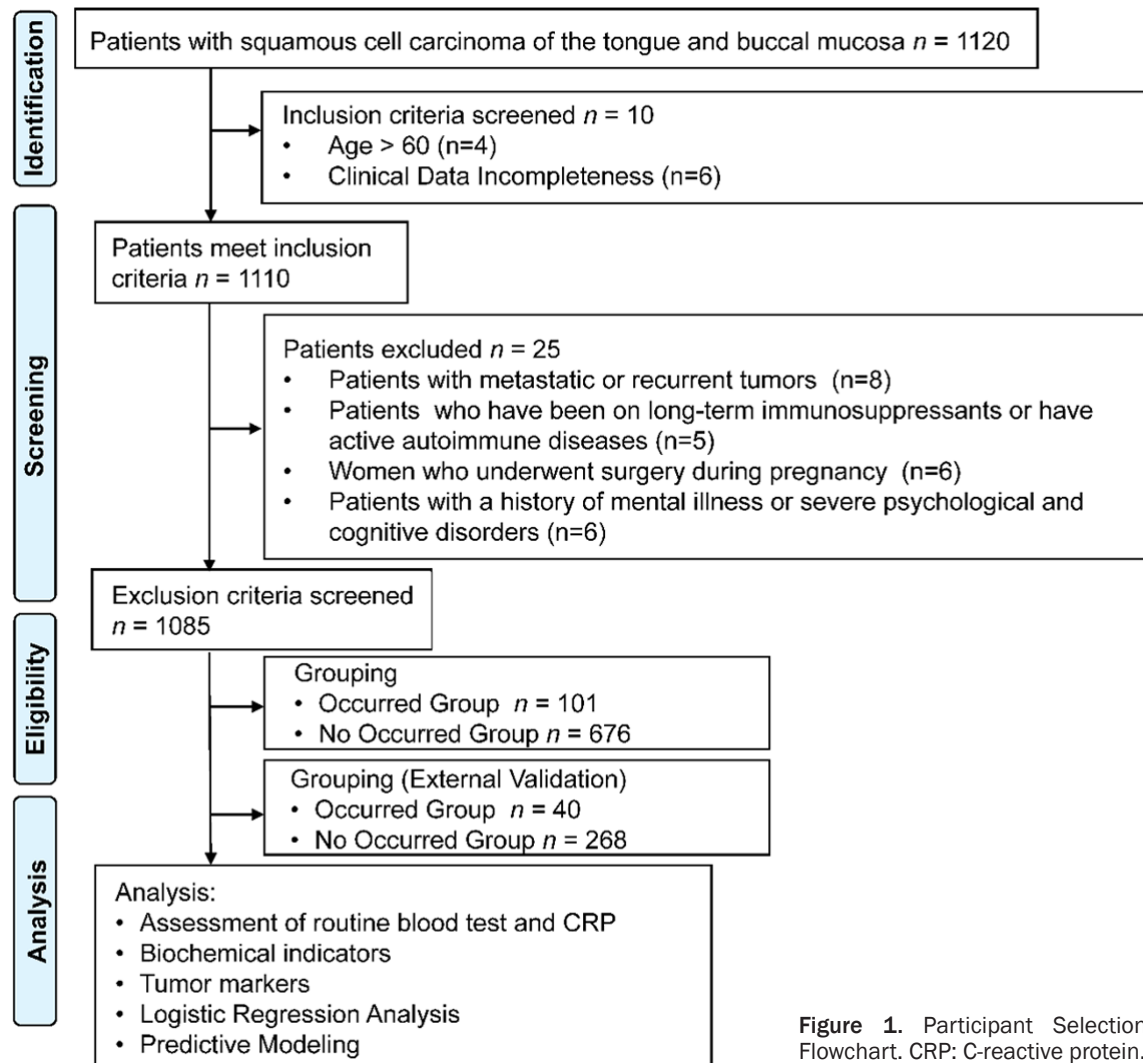 Identification
Patients with squamous cell carcinoma of the tongue and buccal mucosa n = 1120
Inclusion criteria screened n = 10
• Age > 60 (n=4)
• Clinical Data Incompleteness (n=6)
Screening
Patients meet inclusion
criteria n = 1110
Patients excluded n = 25
• Patients with metastatic or recurrent tumors (n=8)
• Patients who have been on long-term immunosuppressants or have
active autoimmune diseases (n=5)
• Women who underwent surgery during pregnancy (n=6)
• Patients with a history of mental illness or severe psychological and
cognitive disorders (n=6)
Exclusion criteria screened
n = 1085
Eligibility
Grouping
• Occurred Group n = 101
• No Occurred Group n = 676
Grouping (External Validation)
• Occurred Group n = 40
• No Occurred Group n = 268
Analysis
Analysis:
• Assessment of routine blood test and CRP
• Biochemical indicators
• Tumor markers
• Logistic Regression Analysis
• Predictive Modeling
Figure 1. Participant Selection
Flowchart. CRP: C-reactive protein.